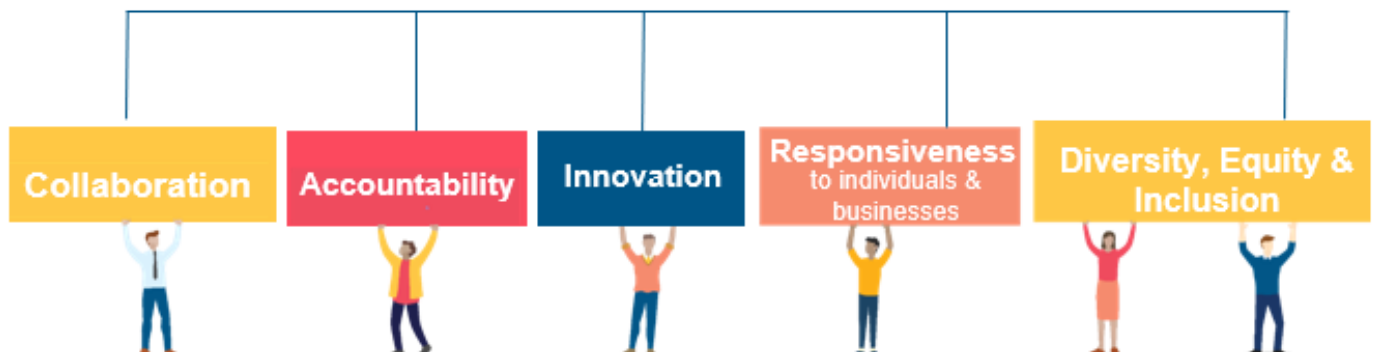 Collaboration
Accountability
Innovation
Responsiveness
to individuals &
businesses
Diversity, Equity &
Inclusion